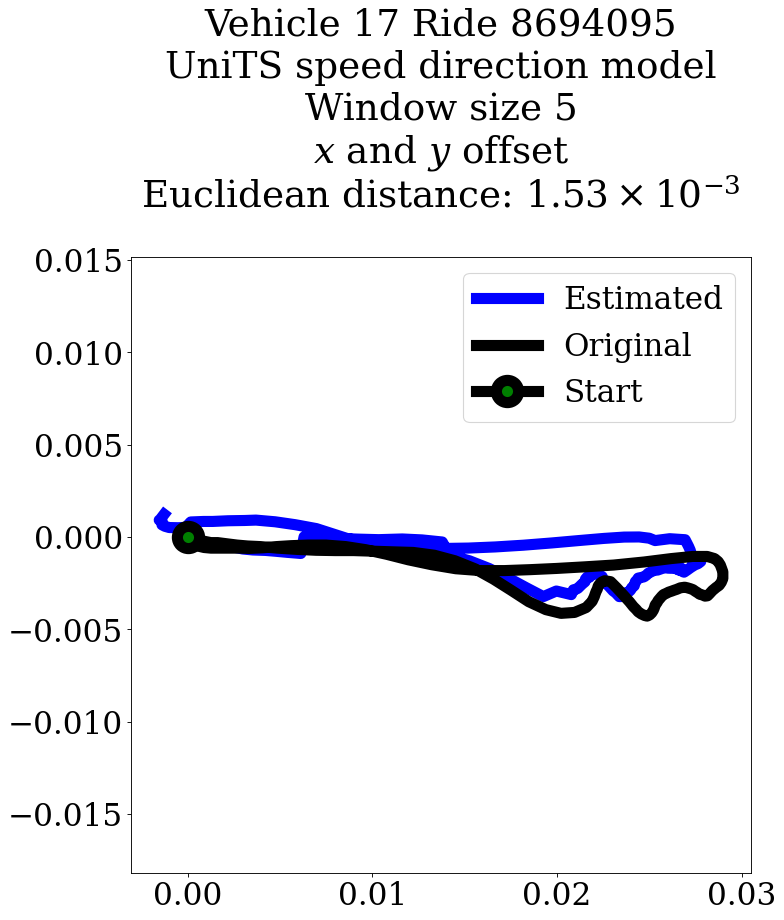 Vehicle 17 Ride 8694095
UniTS speed direction model
Window size 5
x and y offset
Euclidean distance: 1.53 × 10⁻³
Estimated
Original
Start
0.015
0.010
0.005
0.000
−0.005
−0.010
−0.015
0.00 0.01 0.02 0.03